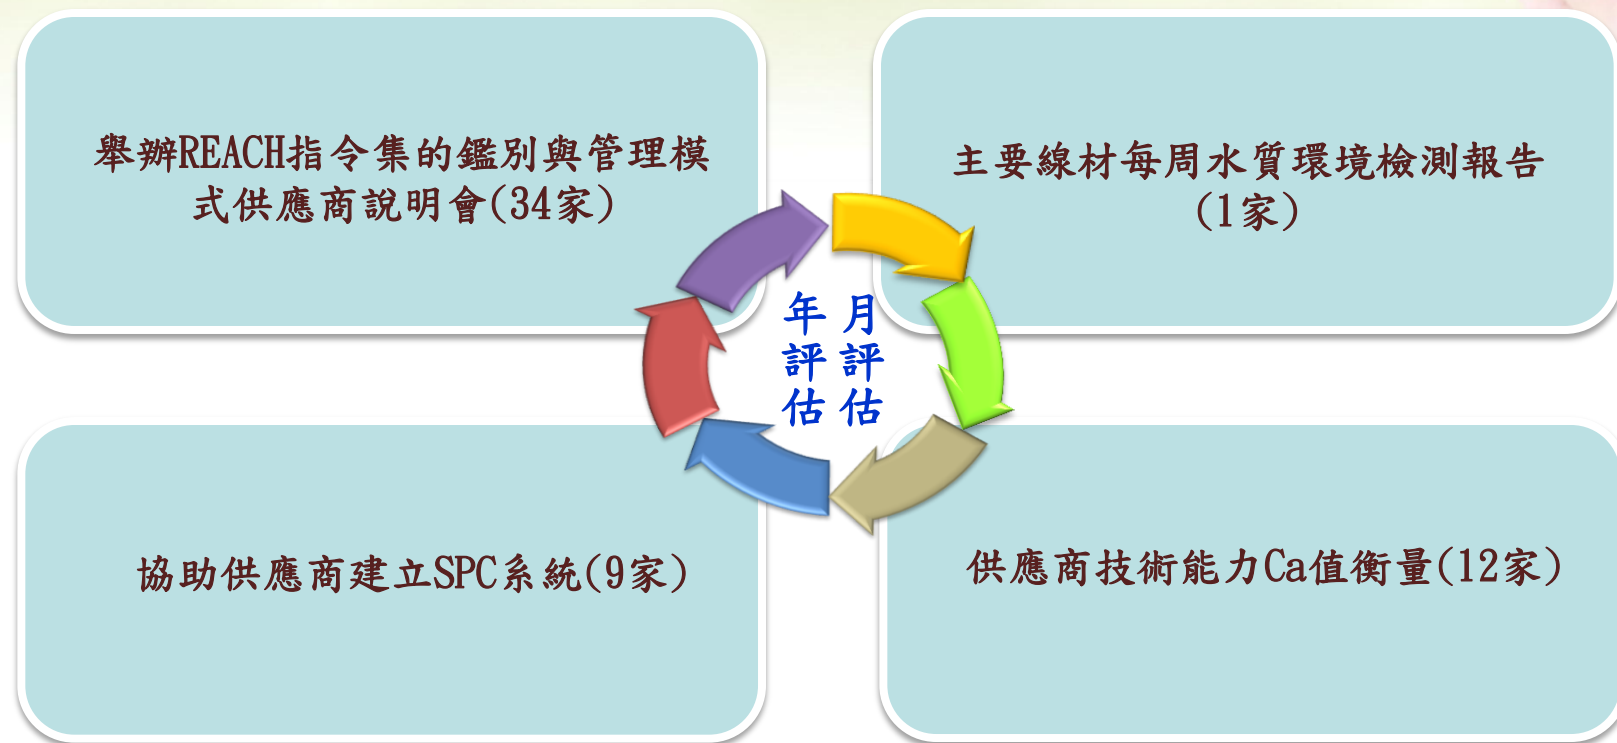 舉辦REACH指令集的鑑別與管理模
式供應商說明會(34家)
主要線材每周水質環境檢測報告
(1家)
年評估
月評估
協助供應商建立SPC系統(9家)
供應商技術能力Ca值衡量(12家)